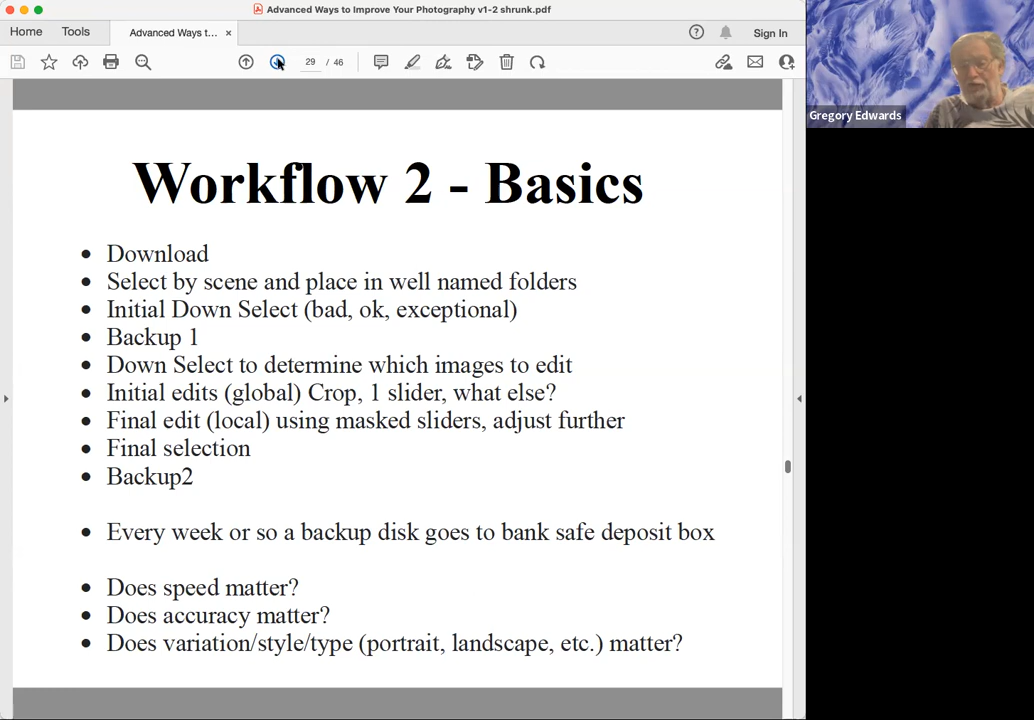 Advanced Ways to Improve Your Photography v1-2 shrunk.pdf
Home Tools Advanced Ways t... × ? Sign In
29 / 46
Gregory Edwards
Workflow 2 - Basics
• Download
• Select by scene and place in well named folders
• Initial Down Select (bad, ok, exceptional)
• Backup 1
• Down Select to determine which images to edit
• Initial edits (global) Crop, 1 slider, what else?
• Final edit (local) using masked sliders, adjust further
• Final selection
• Backup2
• Every week or so a backup disk goes to bank safe deposit box
• Does speed matter?
• Does accuracy matter?
• Does variation/style/type (portrait, landscape, etc.) matter?